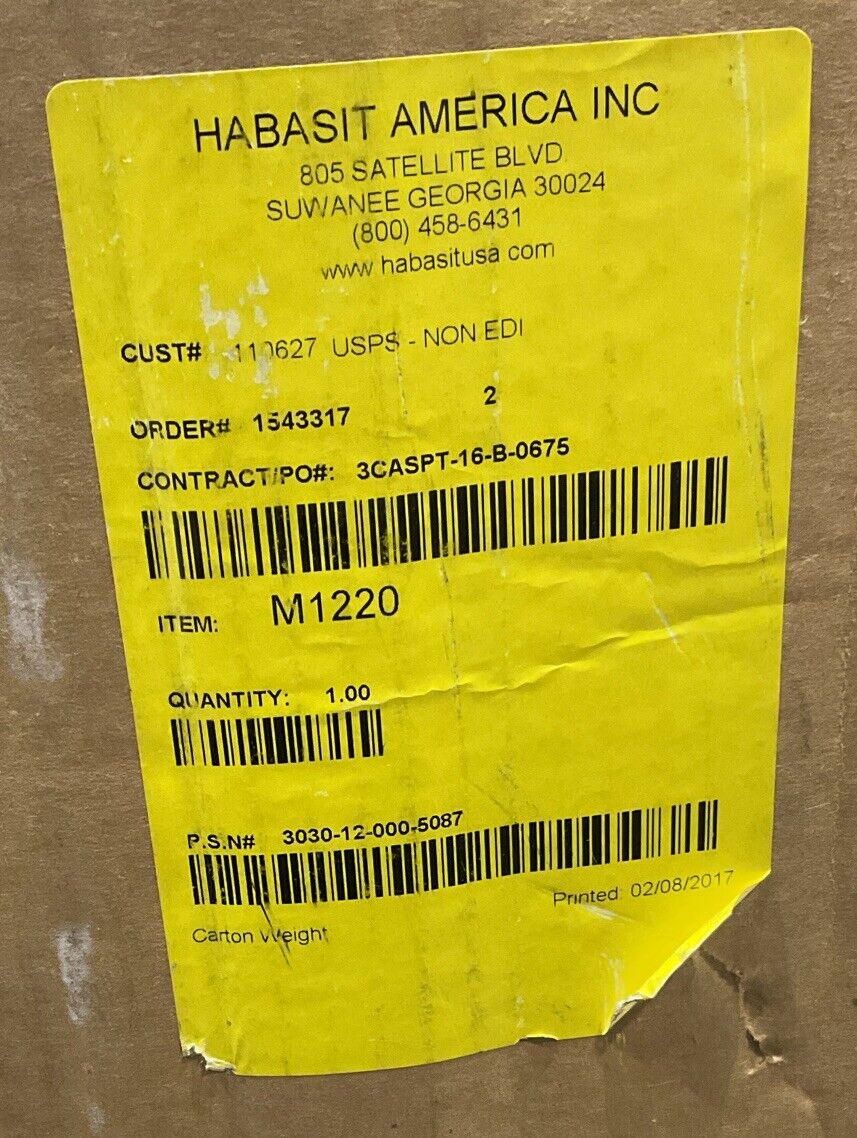 HABASIT AMERICA INC
805 SATELLITE BLVD
SUWANEE GEORGIA 30024
(800) 458-6431
www habasitusa com
CUST# 110627 USPS - NON EDI
ORDER# 1543317 2
CONTRACT/PO#: 3CASPT-16-B-0675
ITEM: M1220
QUANTITY: 1.00
P.S.N# 3030-12-000-5087
Printed: 02/08/2017
Carton Weight